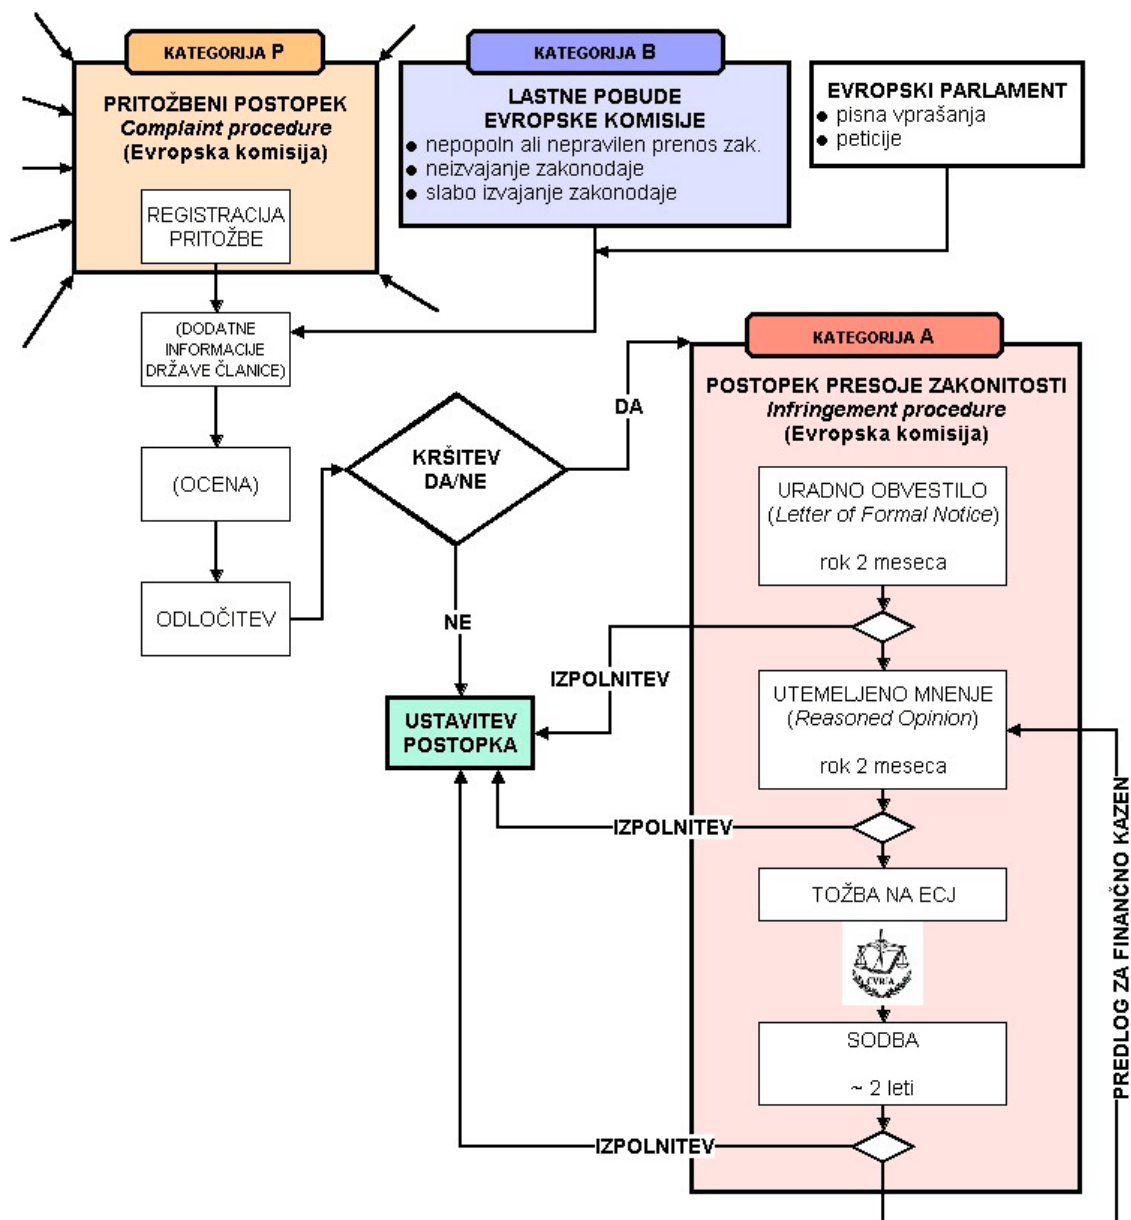 KATEGORIJA P
PRITOŽBENI POSTOPEK
Complaint procedure
(Evropska komisija)
REGISTRACIJA
PRITOŽBE
KATEGORIJA B
LASTNE POBUDE
EVROPSKE KOMISIJE
● nepopoln ali nepravilen prenos zak.
● neizvajanje zakonodaje
● slabo izvajanje zakonodaje
EVROPSKI PARLAMENT
● pisna vprašanja
● peticije
(DODATNE
INFORMACIJE
DRŽAVE ČLANICE)
(OCENA)
ODLOČITEV
KRŠITEV
DA/NE
DA
NE
USTAVITEV
POSTOPKA
KATEGORIJA A
POSTOPEK PRESOJE ZAKONITOSTI
Infringement procedure
(Evropska komisija)
URADNO OBVESTILO
(Letter of Formal Notice)
rok 2 meseca
IZPOLNITEV
UTEMELJENO MNENJE
(Reasoned Opinion)
rok 2 meseca
IZPOLNITEV
TOŽBA NA ECJ
CVRIA
SODBA
~ 2 leti
IZPOLNITEV
PREDLOG ZA FINANČNO KAZEN